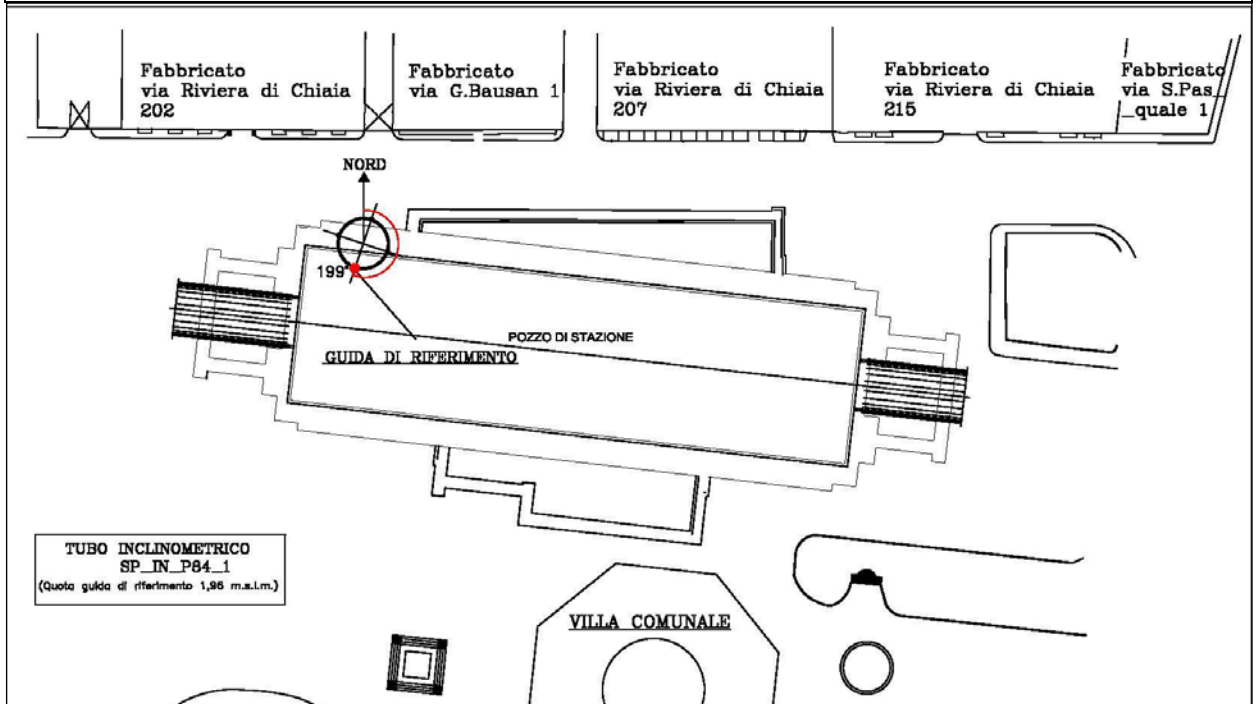 Fabbricato
via Riviera di Chiaia
202
Fabbricato
via G.Bausan 1
Fabbricato
via Riviera di Chiaia
207
Fabbricato
via Riviera di Chiaia
215
Fabbricato
via S.Pas
_quale 1
NORD
199°
POZZO DI STAZIONE
GUIDA DI RIFERIMENTO
TUBO INCLINOMETRICO
SP_IN_P84_1
(Quota guida di riferimento 1,96 m.s.l.m.)
VILLA COMUNALE